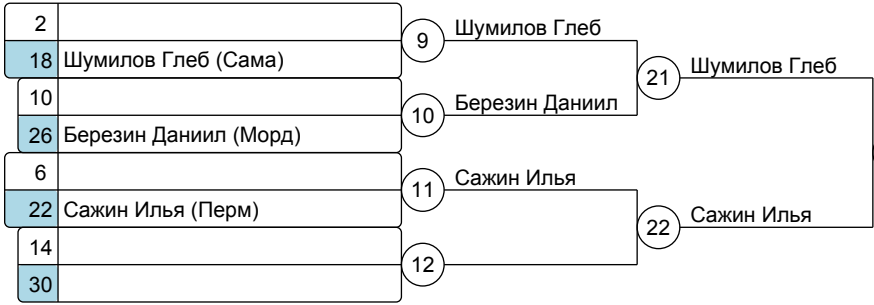 2
18 Шумилов Глеб (Сама)
9 Шумилов Глеб
10
26 Березин Даниил (Морд)
10 Березин Даниил
21 Шумилов Глеб
6
22 Сажин Илья (Перм)
11 Сажин Илья
14
30
12
22 Сажин Илья